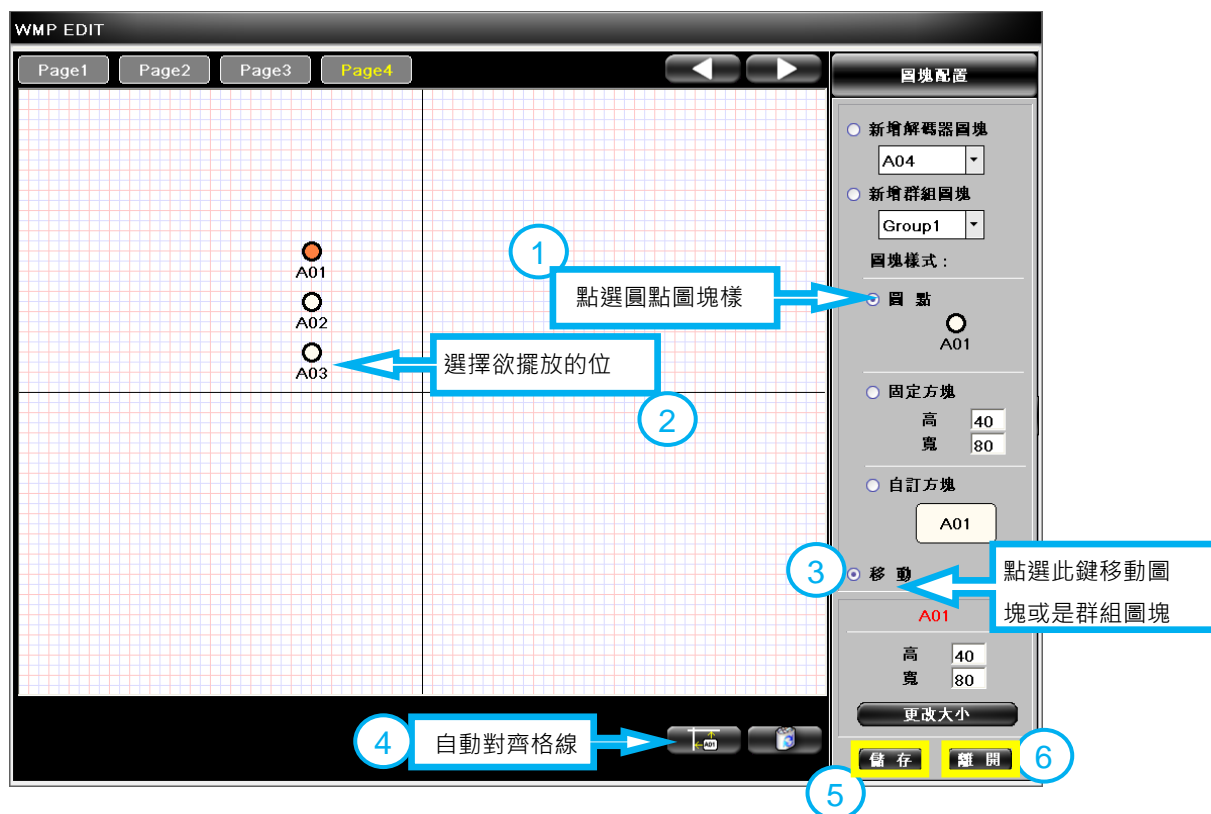 WMP EDIT
Page1 Page2 Page3 Page4
圖塊配置
新增解碼器圖塊
A04
新增群組圖塊
Group1
圖塊樣式：
1
點選圓點圖塊樣
圓 點
A01
A01
A02
A03
選擇欲擺放的位
2
固定方塊
高 40
寬 80
自訂方塊
A01
3
移 動
點選此鍵移動圖
塊或是群組圖塊
A01
高 40
寬 80
更改大小
4
自動對齊格線
A01
儲 存
離 開
5
6